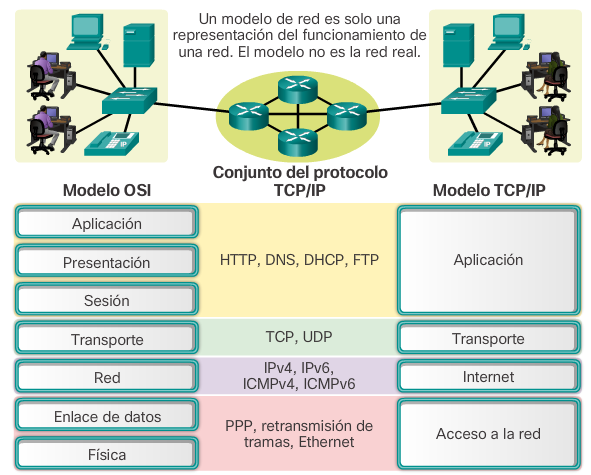 Un modelo de red es solo una
representación del funcionamiento de
una red. El modelo no es la red real.
IP
IP
Modelo OSI
Conjunto del protocolo
TCP/IP
Modelo TCP/IP
Aplicación
Presentación
Sesión
HTTP, DNS, DHCP, FTP
Aplicación
Transporte
TCP, UDP
Transporte
Red
IPv4, IPv6,
ICMPv4, ICMPv6
Internet
Enlace de datos
Física
PPP, retransmisión de
tramas, Ethernet
Acceso a la red